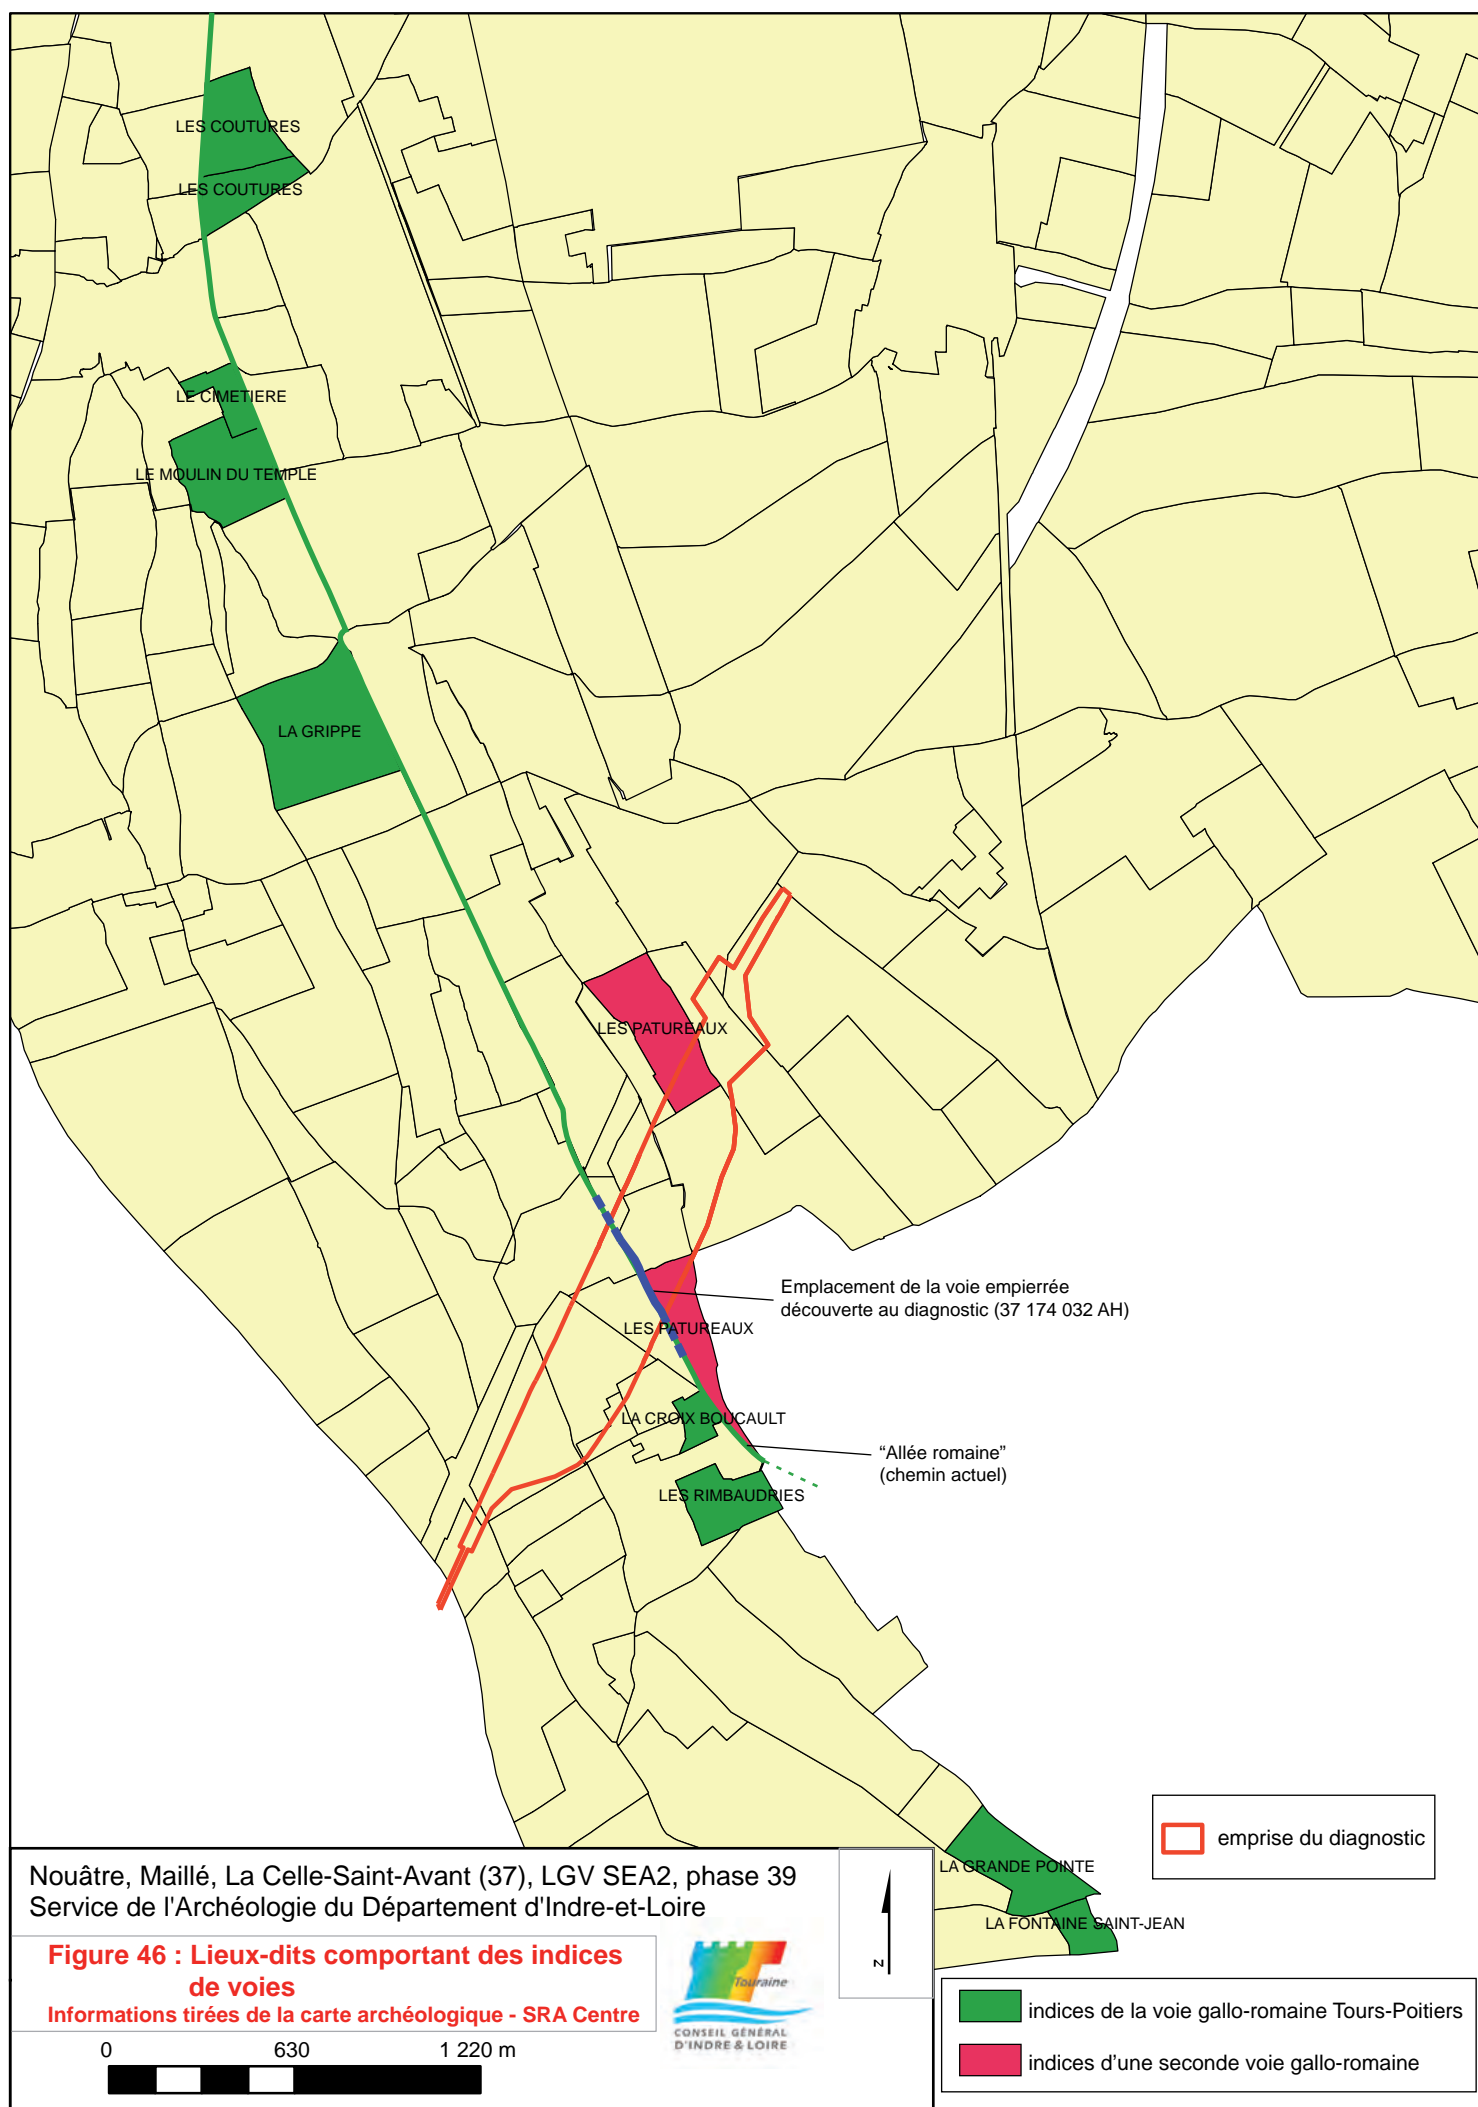 LES COUTURES
LES COUTURES
LE CIMETIERE
LE MOULIN DU TEMPLE
LA GRIPPE
LES PATUREAUX
Emplacement de la voie empierrée
découverte au diagnostic (37 174 032 AH)
LES PATUREAUX
LA CROIX BOUCAULT
“Allée romaine”
(chemin actuel)
LES RIMBAUDRIES
emprise du diagnostic
LA GRANDE POINTE
LA FONTAINE SAINT-JEAN
Nouâtre, Maillé, La Celle-Saint-Avant (37), LGV SEA2, phase 39
Service de l'Archéologie du Département d'Indre-et-Loire
Figure 46 : Lieux-dits comportant des indices
de voies
Informations tirées de la carte archéologique - SRA Centre
0 630 1 220 m
Touraine
CONSEIL GÉNÉRAL
D'INDRE & LOIRE
N
indices de la voie gallo-romaine Tours-Poitiers
indices d’une seconde voie gallo-romaine